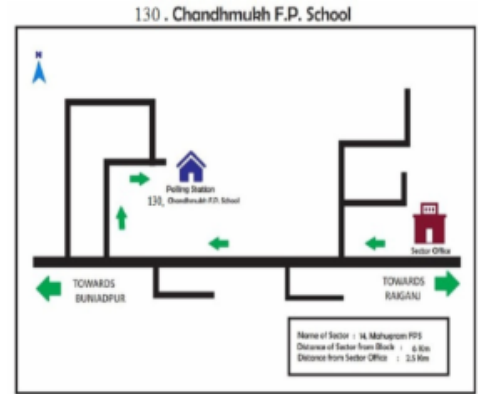 130 . Chandhmukh F.P. School
N
Polling Station
130, Chandhmukh F.P. School
Sector Office
TOWARDS
BUNIADPUR
TOWARDS
RAIGANJ
Name of Sector : 14, Mahugram FPS
Distance of Sector from Block : 6 Km
Distance from Sector Office : 2.5 Km